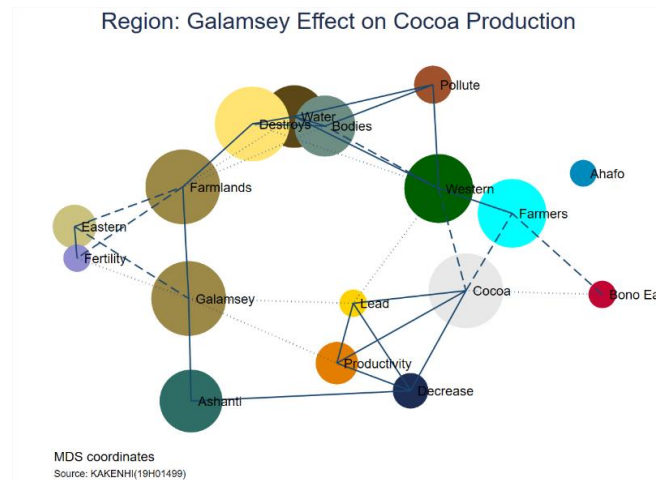 Region: Galamsey Effect on Cocoa Production
Pollute
Water
Destroys
Bodies
Ahafo
Farmlands
Western
Farmers
Eastern
Fertility
Galamsey
Lead
Cocoa
Bono Ea
Productivity
Decrease
Ashanti
MDS coordinates
Source: KAKENHI(19H01499)